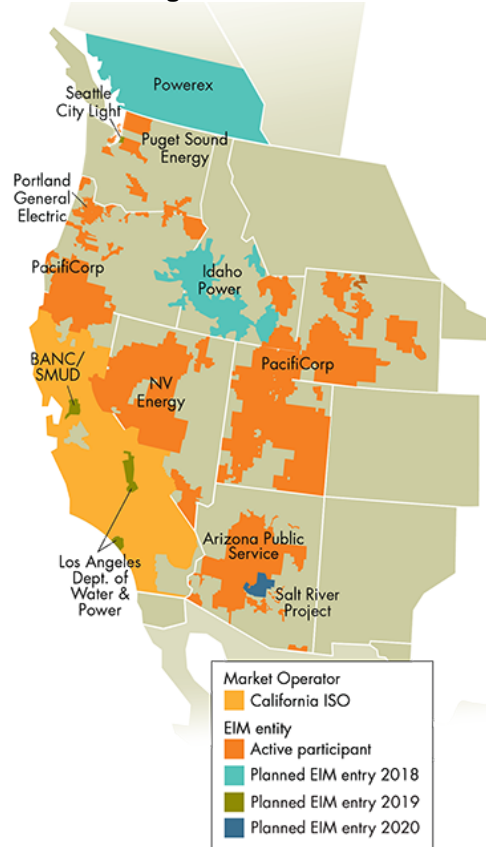 Powerex
Seattle
City Light
Puget Sound
Energy
Portland
General
Electric
PacifiCorp
Idaho
Power
BANC/
SMUD
NV
Energy
PacifiCorp
Los Angeles
Dept. of
Water &
Power
Arizona Public
Service
Salt River
Project
Market Operator
California ISO
EIM entity
Active participant
Planned EIM entry 2018
Planned EIM entry 2019
Planned EIM entry 2020